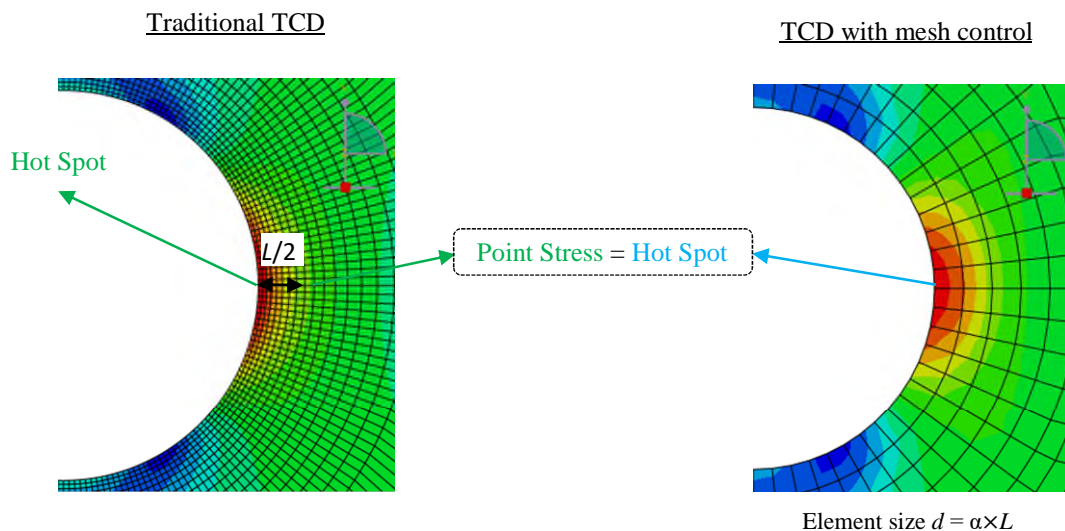 Traditional TCD
TCD with mesh control
Hot Spot
L/2
Point Stress = Hot Spot
Element size d = α×L